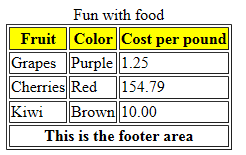 Fun with food
Fruit Color Cost per pound
Grapes Purple 1.25
Cherries Red 154.79
Kiwi Brown 10.00
This is the footer area